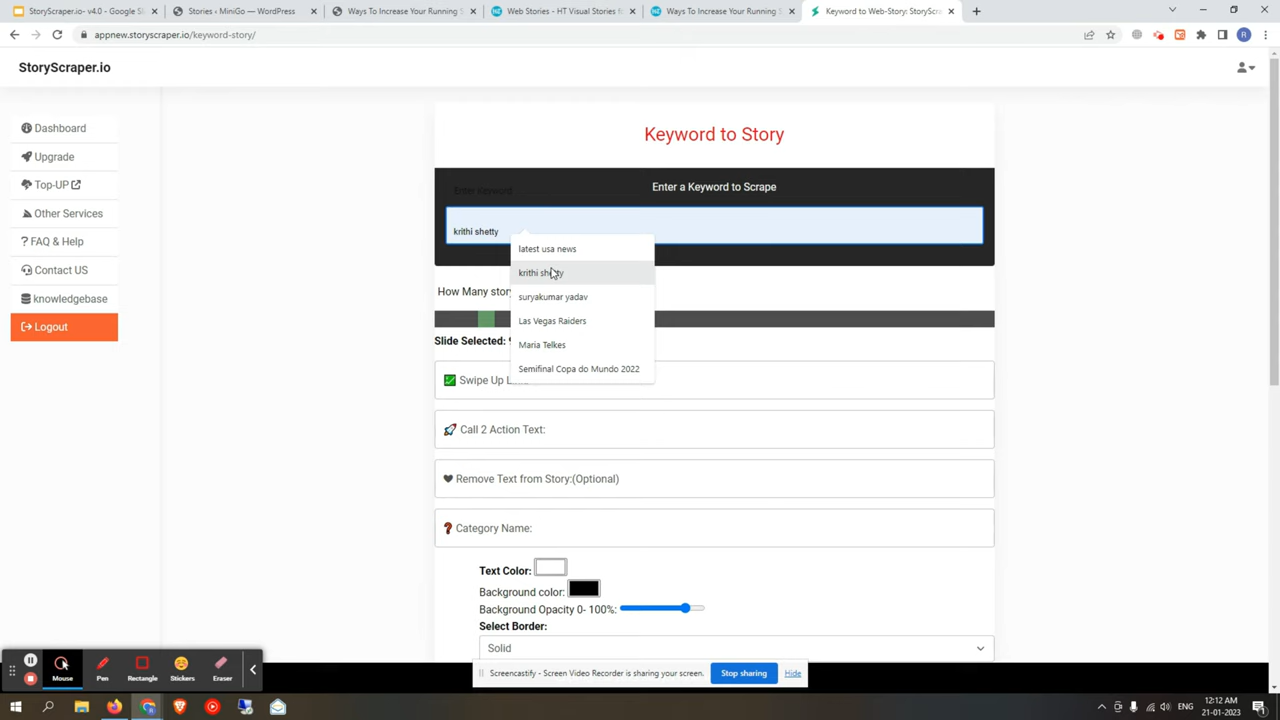 StoryScraper.io- v4.0 - Google Sl
Stories ‹ MiniGo — WordPress
Ways To Increase Your Running S
Web Stories - HT Visual Stories f
Ways To Increase Your Running S
Keyword to Web-Story: StoryScra
appnew.storyscraper.io/keyword-story/
R
StoryScraper.io
Dashboard
Upgrade
Top-UP
Other Services
? FAQ & Help
Contact US
knowledgebase
Logout
Keyword to Story
Enter Keyword
Enter a Keyword to Scrape
krithi shetty
latest usa news
krithi shetty
suryakumar yadav
Las Vegas Raiders
Maria Telkes
Semifinal Copa do Mundo 2022
How Many story
Slide Selected: 9
Swipe Up
Call 2 Action Text:
Remove Text from Story:(Optional)
Category Name:
Text Color:
Background color:
Background Opacity 0- 100%:
Select Border:
Solid
Mouse
Pen
Rectangle
Stickers
Eraser
Screencastify - Screen Video Recorder is sharing your screen.
Stop sharing
Hide
ENG
12:12 AM
21-01-2023
1